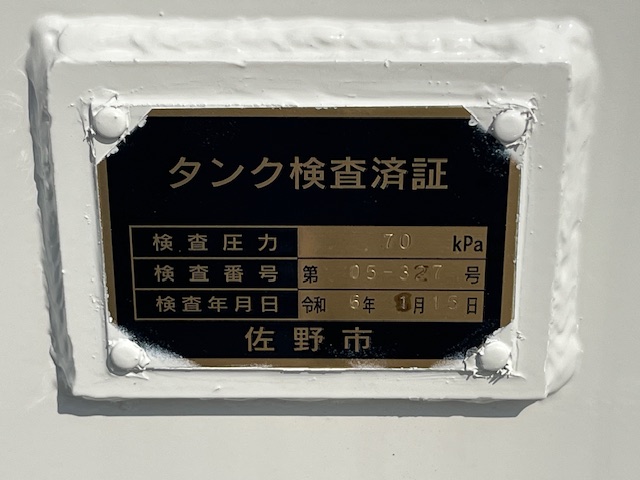 タンク検査済証
検査圧力 70 kPa
検査番号 第 05-327 号
検査年月日 令和 6年 月 15日
佐野市